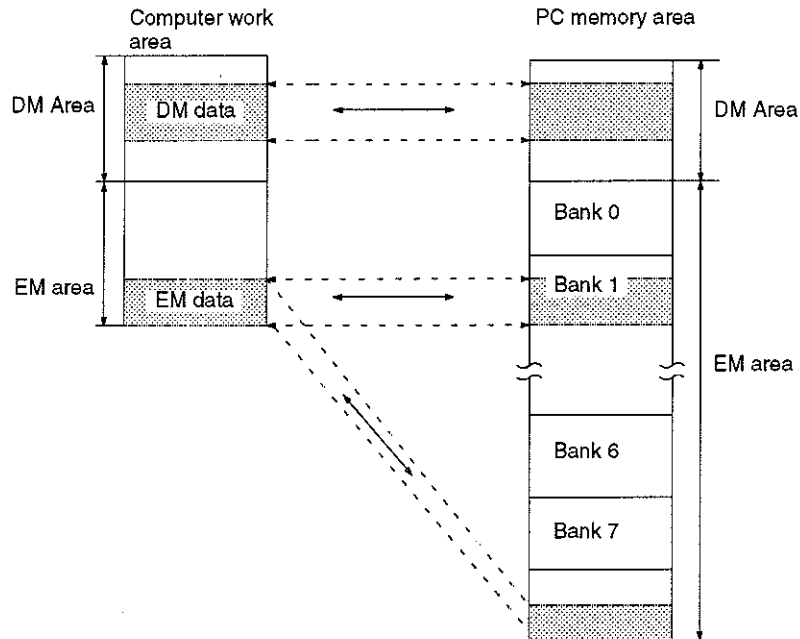 Computer work
area
PC memory area
DM Area
DM data
DM Area
Bank 0
EM area
EM data
Bank 1
EM area
Bank 6
Bank 7